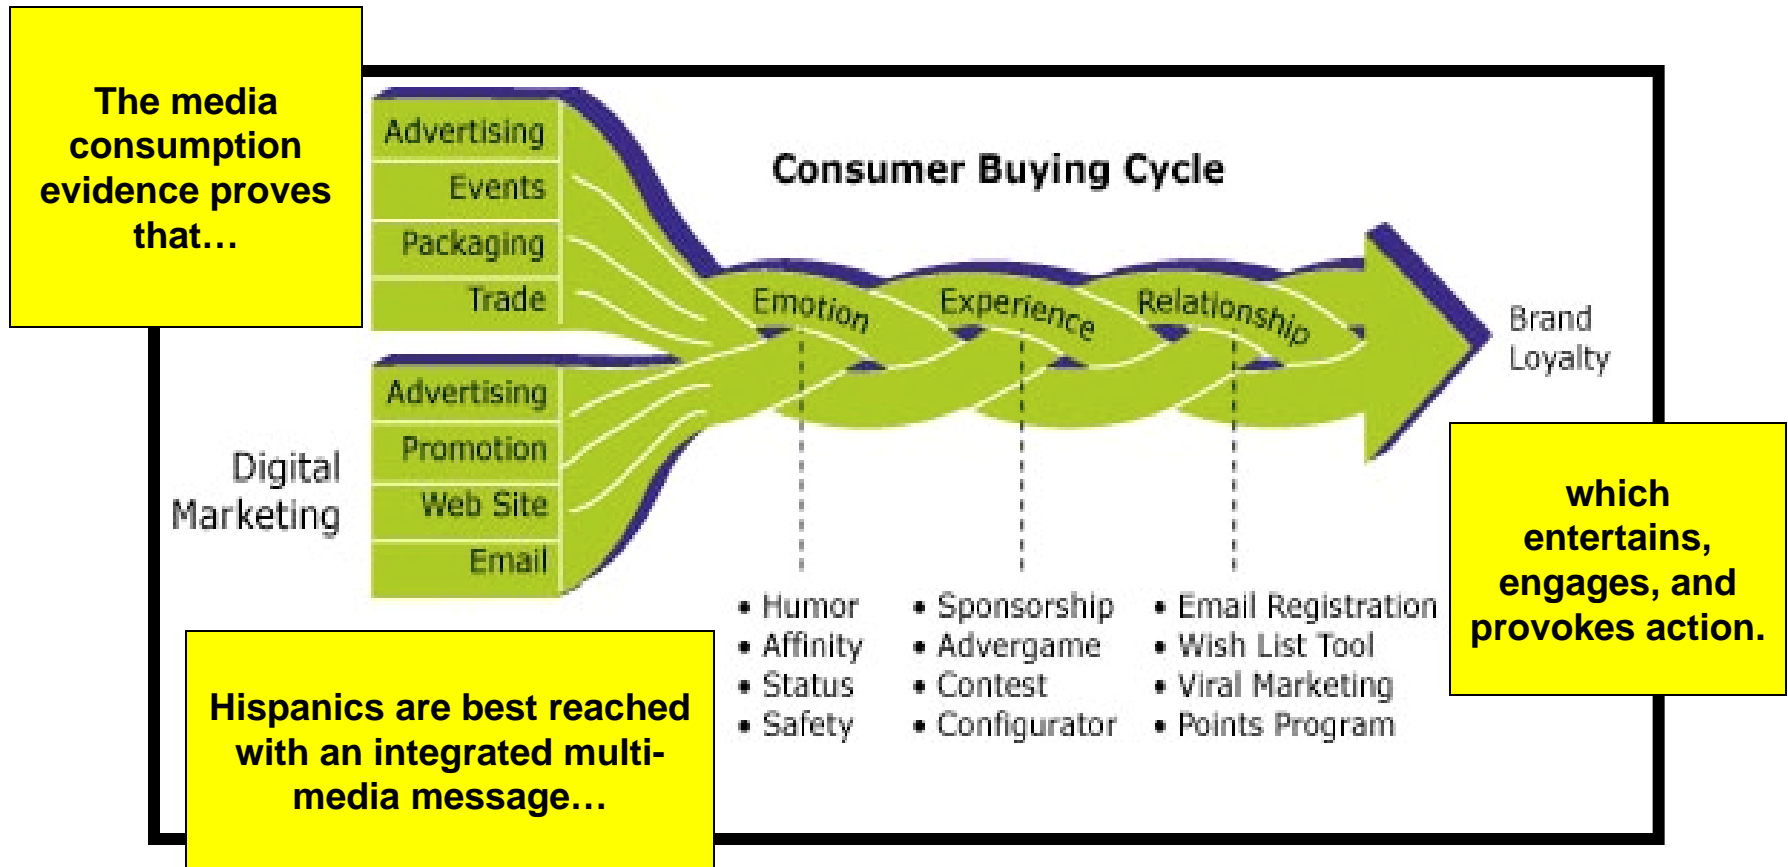 The media
consumption
evidence proves
that…
Consumer Buying Cycle
Advertising
Events
Packaging
Trade
Digital
Marketing
Advertising
Promotion
Web Site
Email
Emotion
Experience
Relationship
Brand
Loyalty
• Humor
• Affinity
• Status
• Safety
• Sponsorship
• Advergame
• Contest
• Configurator
• Email Registration
• Wish List Tool
• Viral Marketing
• Points Program
Hispanics are best reached
with an integrated multi-
media message…
which
entertains,
engages, and
provokes action.